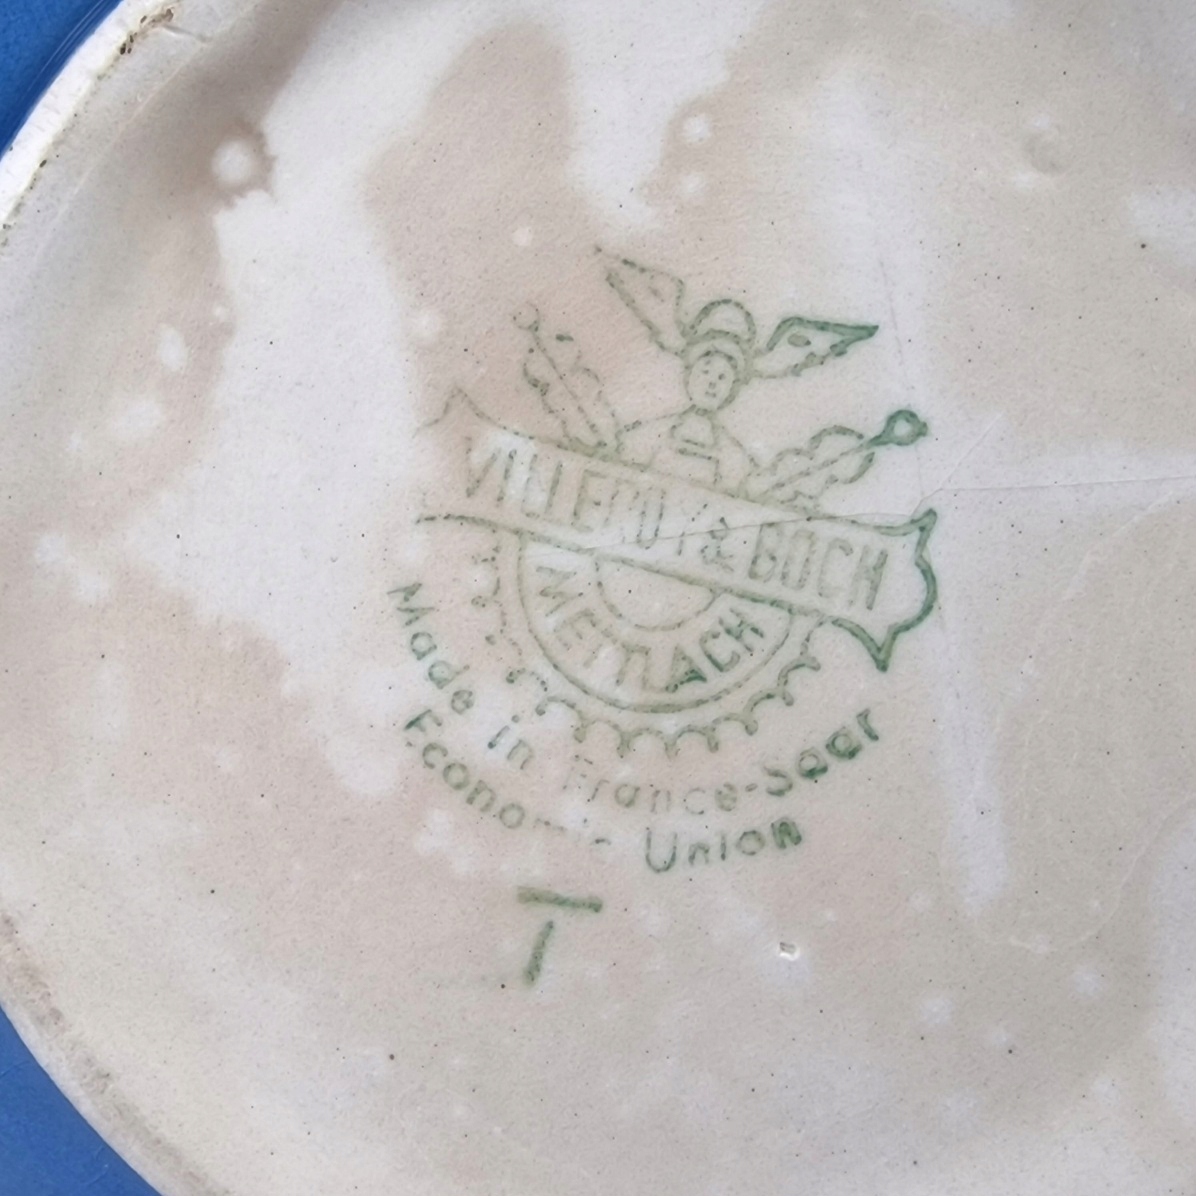 VILLEROY & BOCH
METTLACH
Made in France-Saar
Economic Union
T